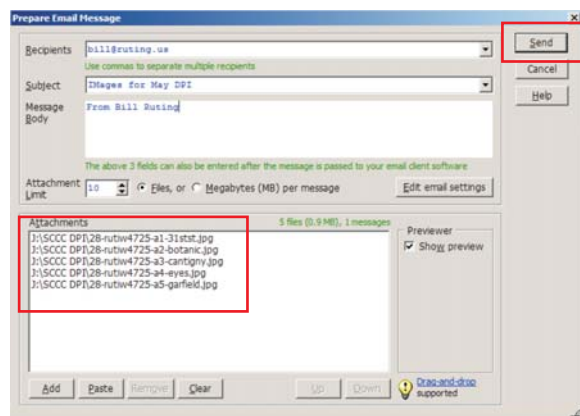 Prepare Email Message
Recipients bill@ruting.us
Use commas to separate multiple recipients
Subject IMages for May DPI
Message Body From Bill Ruting
The above 3 fields can also be entered after the message is passed to your email client software
Attachment Limit 10 Files, or Megabytes (MB) per message Edit email settings
Send
Cancel
Help
Attachments 5 files (0.9 MB), 1 messages
J:\SCCC DPI\28-rutiw4725-a1-31stst.jpg
J:\SCCC DPI\28-rutiw4725-a2-botanic.jpg
J:\SCCC DPI\28-rutiw4725-a3-cantigny.jpg
J:\SCCC DPI\28-rutiw4725-a4-eyes.jpg
J:\SCCC DPI\28-rutiw4725-a5-garfield.jpg
Previewer
Show preview
Add Paste Remove Clear Up Down
Drag-and-drop
supported